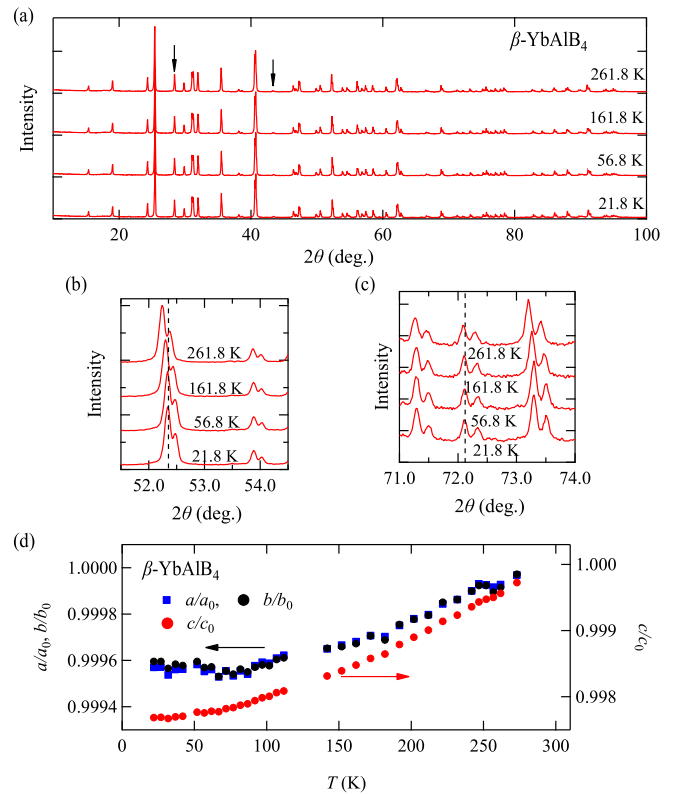 (a)
β-YbAlB4
261.8 K
161.8 K
56.8 K
21.8 K
Intensity
20 40 60 80 100
2θ (deg.)
(b)
261.8 K
161.8 K
56.8 K
21.8 K
Intensity
52.0 53.0 54.0
2θ (deg.)
(c)
261.8 K
161.8 K
56.8 K
21.8 K
Intensity
71.0 72.0 73.0 74.0
2θ (deg.)
(d)
β-YbAlB4
a/a0, b/b0
c/c0
a/a0, b/b0
1.0000
0.9998
0.9996
0.9994
c/c0
1.000
0.999
0.998
0 50 100 150 200 250 300
T (K)